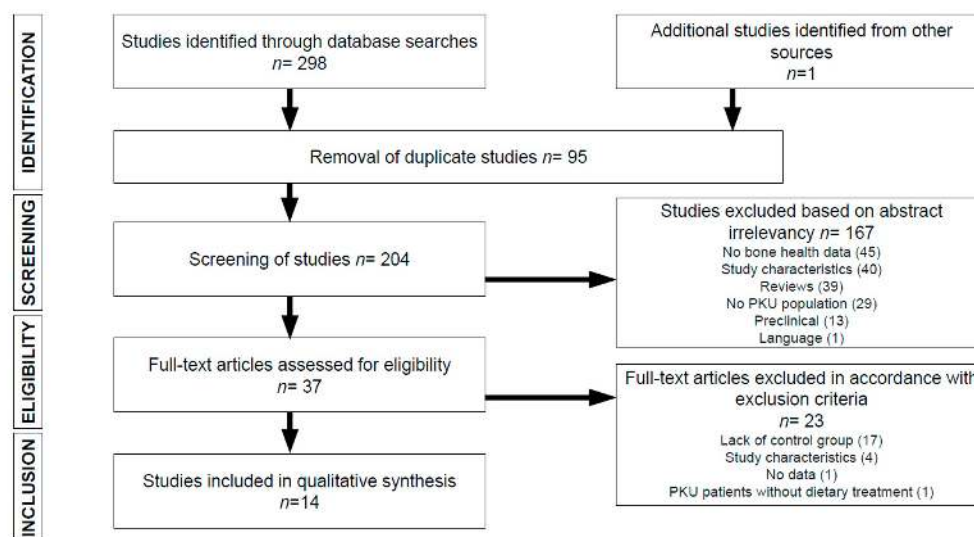 IDENTIFICATION
Studies identified through database searches
n= 298
Additional studies identified from other
sources
n=1
Removal of duplicate studies n= 95
SCREENING
Screening of studies n= 204
Studies excluded based on abstract
irrelevancy n= 167
No bone health data (45)
Study characteristics (40)
Reviews (39)
No PKU population (29)
Preclinical (13)
Language (1)
ELIGIBILITY
Full-text articles assessed for eligibility
n= 37
Full-text articles excluded in accordance with
exclusion criteria
n= 23
Lack of control group (17)
Study characteristics (4)
No data (1)
PKU patients without dietary treatment (1)
INCLUSION
Studies included in qualitative synthesis
n=14